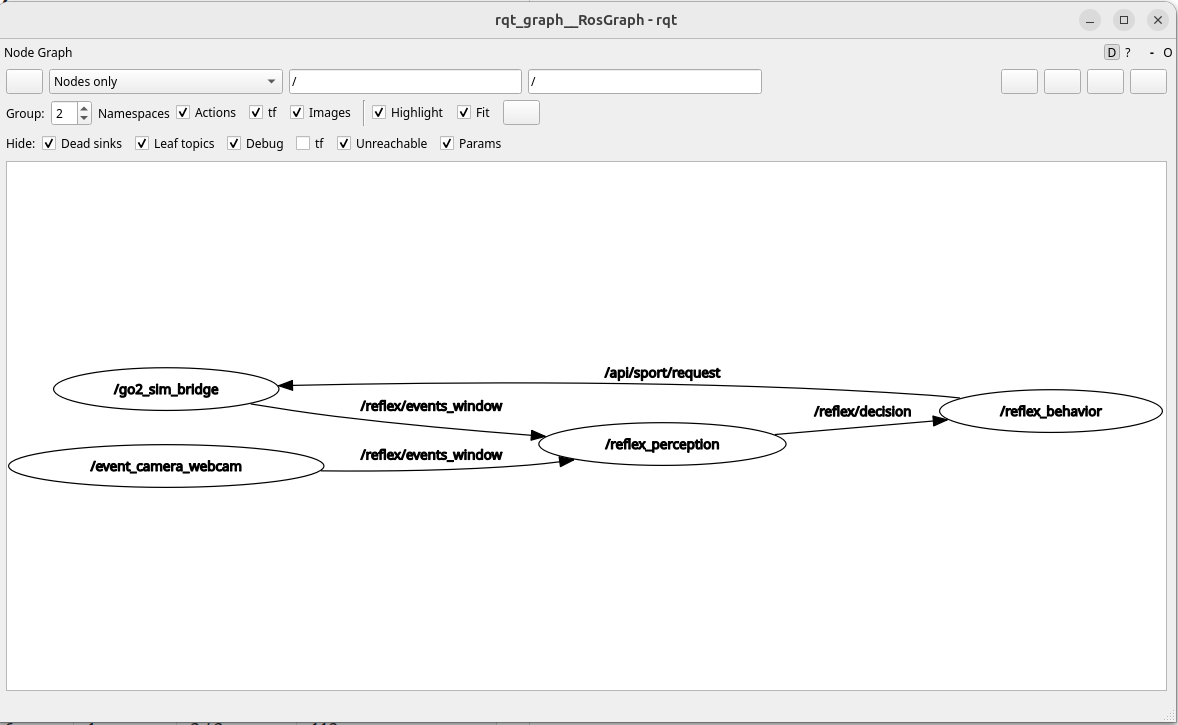 rqt_graph__RosGraph - rqt
Node Graph
D ? - O
Nodes only / /
Group: 2 Namespaces Actions tf Images Highlight Fit
Hide: Dead sinks Leaf topics Debug tf Unreachable Params
/api/sport/request
/go2_sim_bridge
/reflex/events_window
/reflex/decision
/reflex_behavior
/reflex_perception
/reflex/events_window
/event_camera_webcam